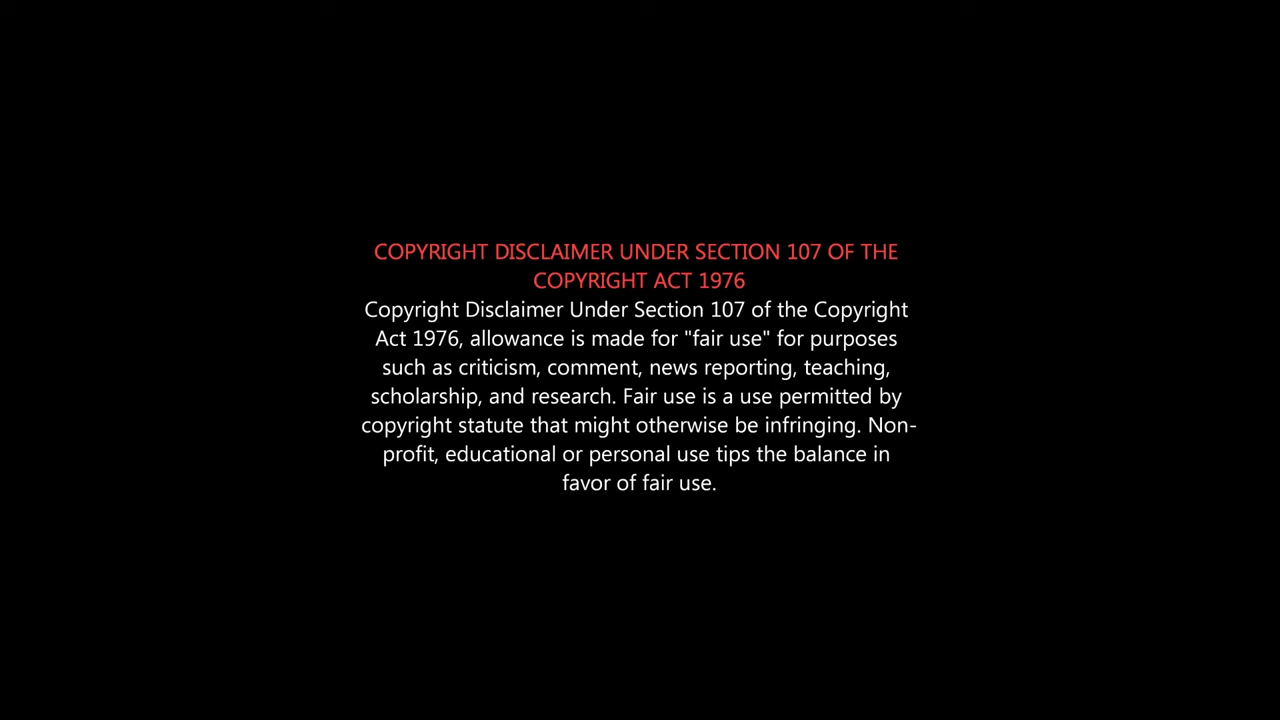 COPYRIGHT DISCLAIMER UNDER SECTION 107 OF THE
COPYRIGHT ACT 1976
Copyright Disclaimer Under Section 107 of the Copyright
Act 1976, allowance is made for "fair use" for purposes
such as criticism, comment, news reporting, teaching,
scholarship, and research. Fair use is a use permitted by
copyright statute that might otherwise be infringing. Non-
profit, educational or personal use tips the balance in
favor of fair use.